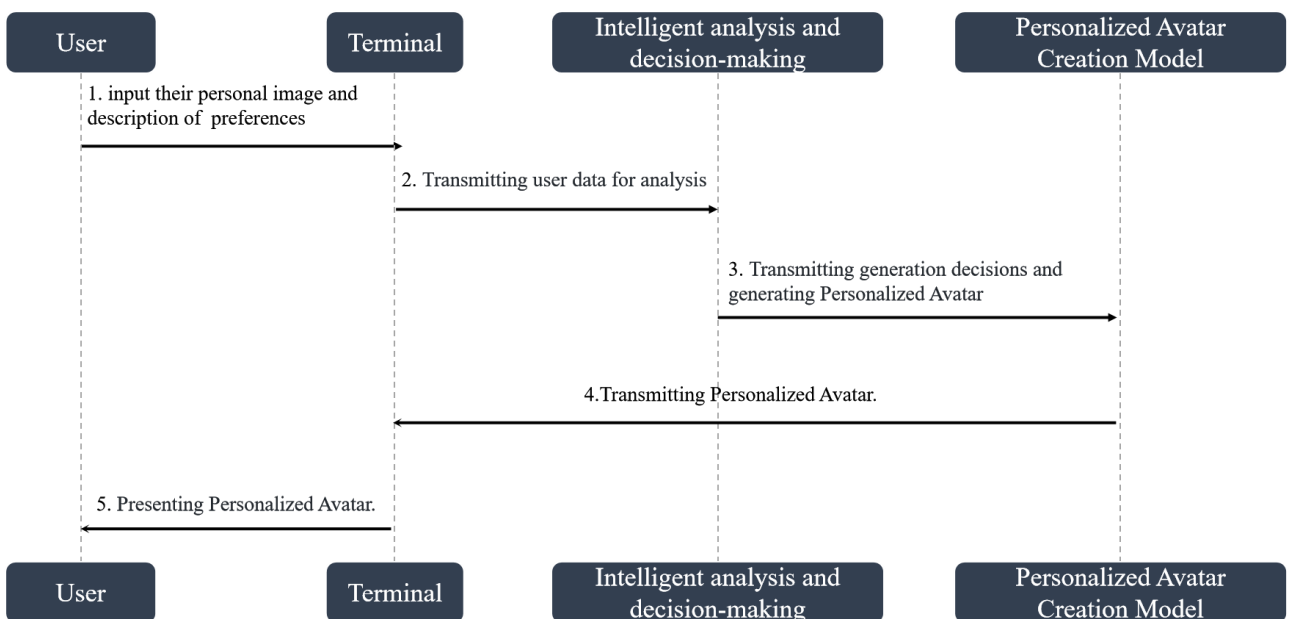 User
Terminal
Intelligent analysis and
decision-making
Personalized Avatar
Creation Model
1. input their personal image and
description of  preferences
2. Transmitting user data for analysis
3. Transmitting generation decisions and
generating Personalized Avatar
4.Transmitting Personalized Avatar.
5. Presenting Personalized Avatar.
User
Terminal
Intelligent analysis and
decision-making
Personalized Avatar
Creation Model